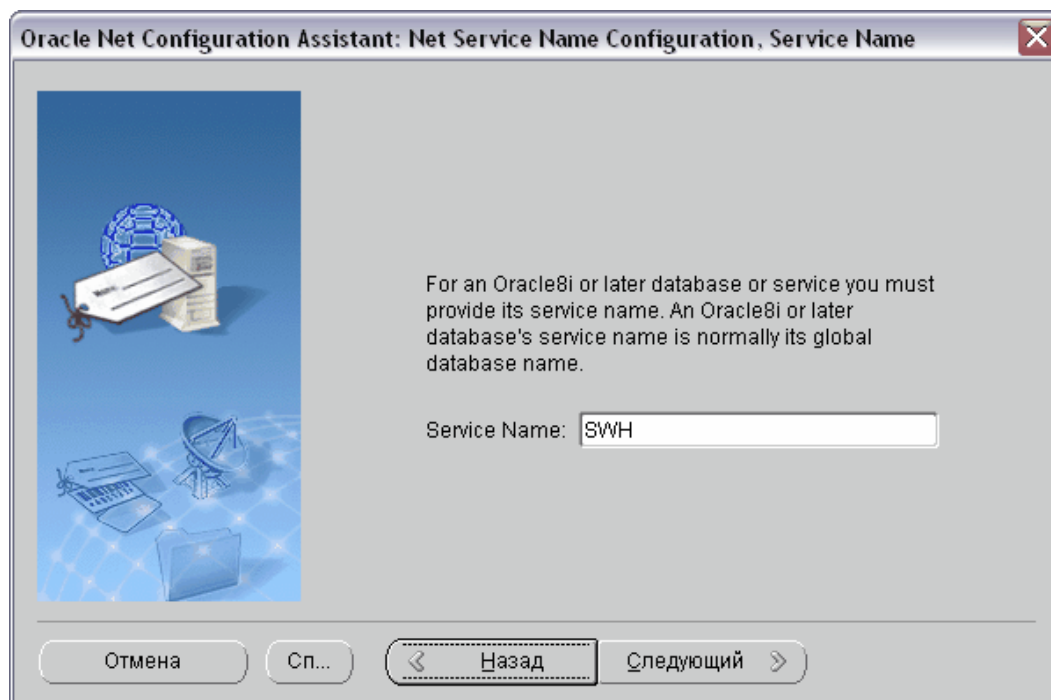 Oracle Net Configuration Assistant: Net Service Name Configuration, Service Name
For an Oracle8i or later database or service you must
provide its service name. An Oracle8i or later
database's service name is normally its global
database name.
Service Name: SWH
Отмена Сп... Назад Следующий